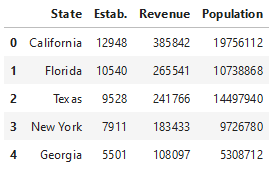 State Estab. Revenue Population
0 California 12948 385842 19756112
1 Florida 10540 265541 10738868
2 Texas 9528 241766 14497940
3 New York 7911 183433 9726780
4 Georgia 5501 108097 5308712